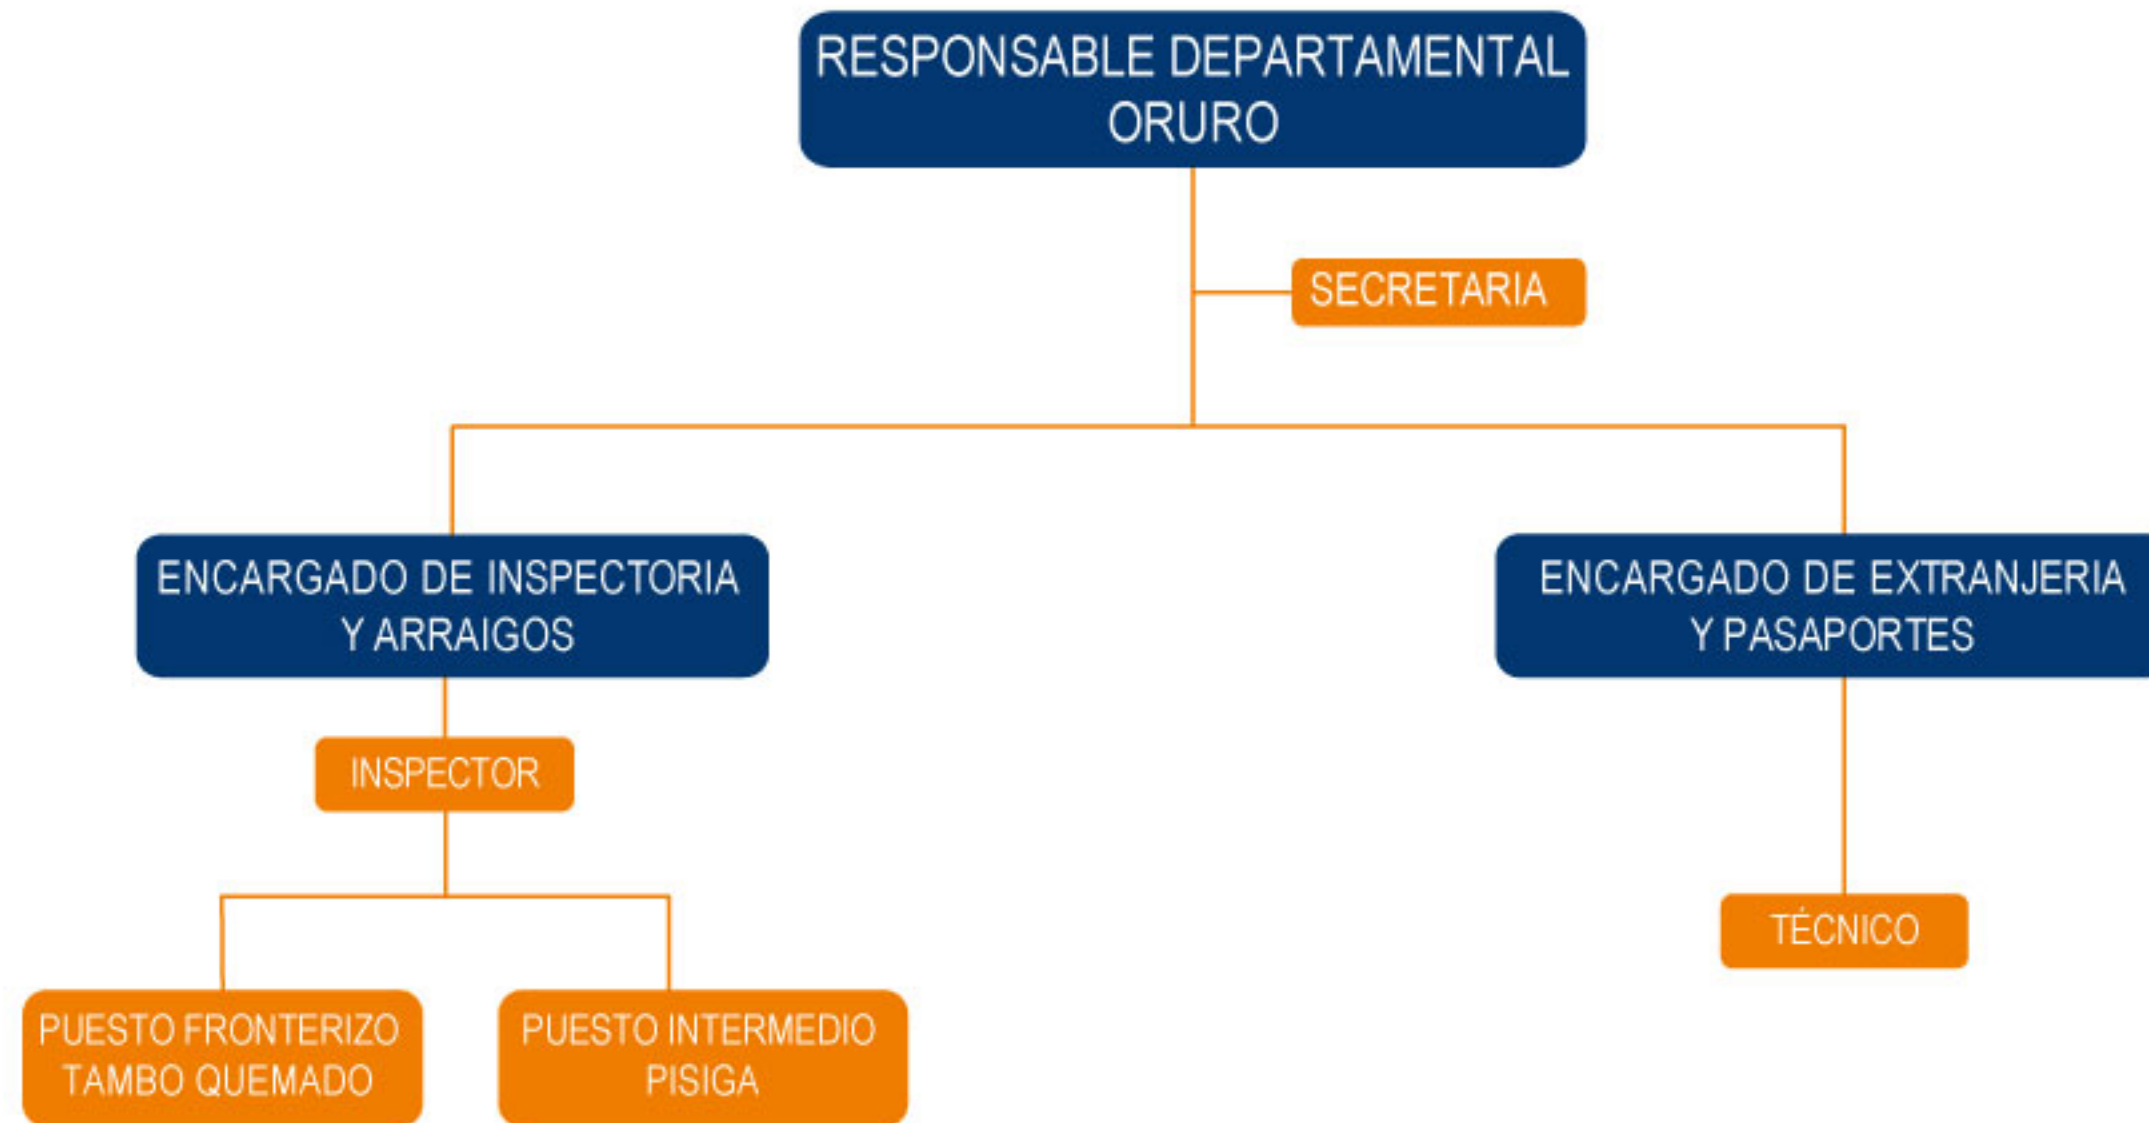 RESPONSABLE DEPARTAMENTAL
ORURO
SECRETARIA
ENCARGADO DE INSPECTORIA
Y ARRAIGOS
ENCARGADO DE EXTRANJERIA
Y PASAPORTES
INSPECTOR
TÉCNICO
PUESTO FRONTERIZO
TAMBO QUEMADO
PUESTO INTERMEDIO
PISIGA